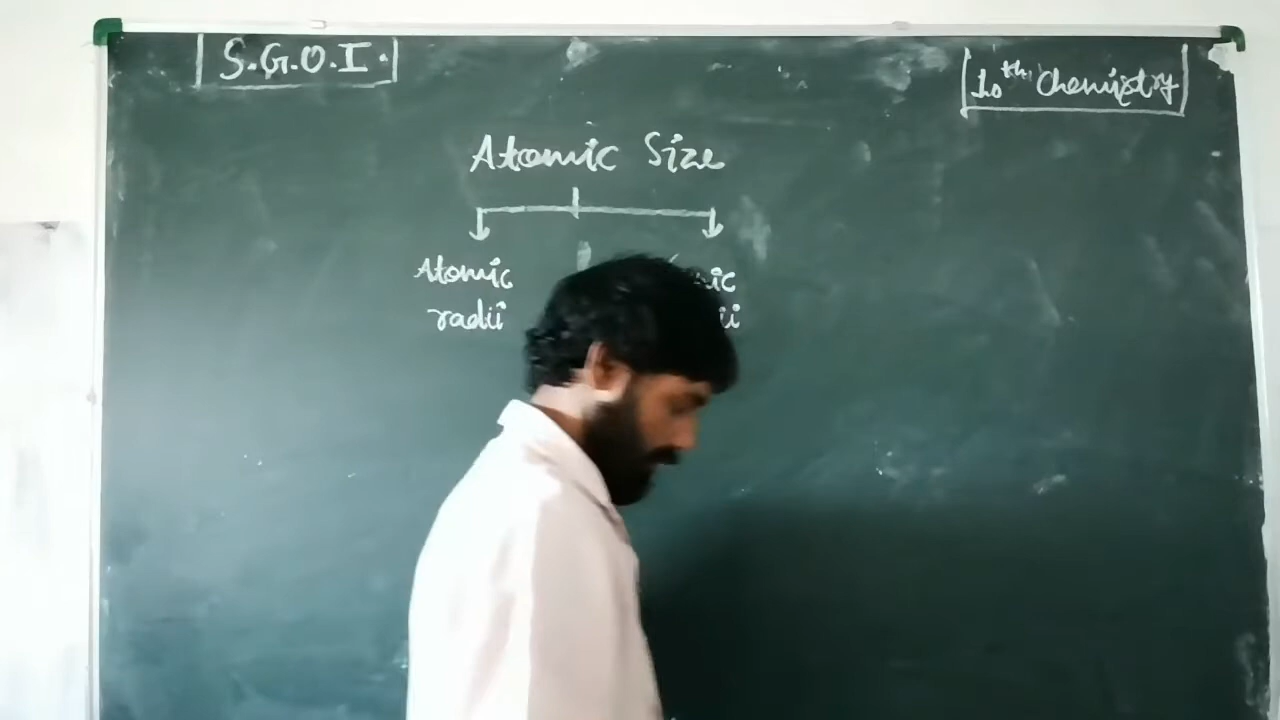 S.G.O.I.
10th Chemistry
Atomic Size
Atomic
radii